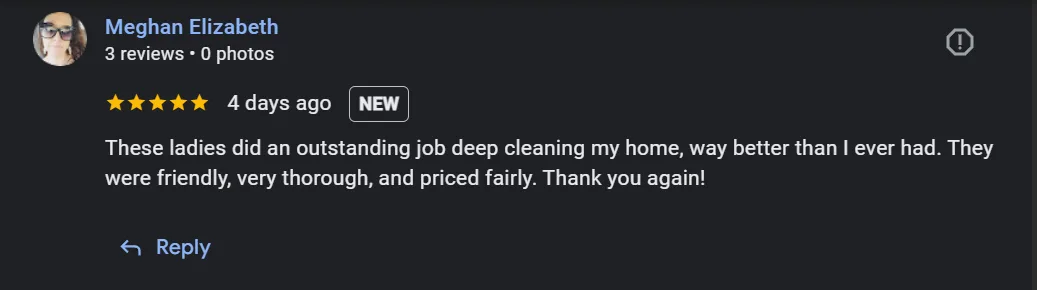 Meghan Elizabeth
3 reviews • 0 photos
4 days ago NEW
These ladies did an outstanding job deep cleaning my home, way better than I ever had. They
were friendly, very thorough, and priced fairly. Thank you again!
Reply